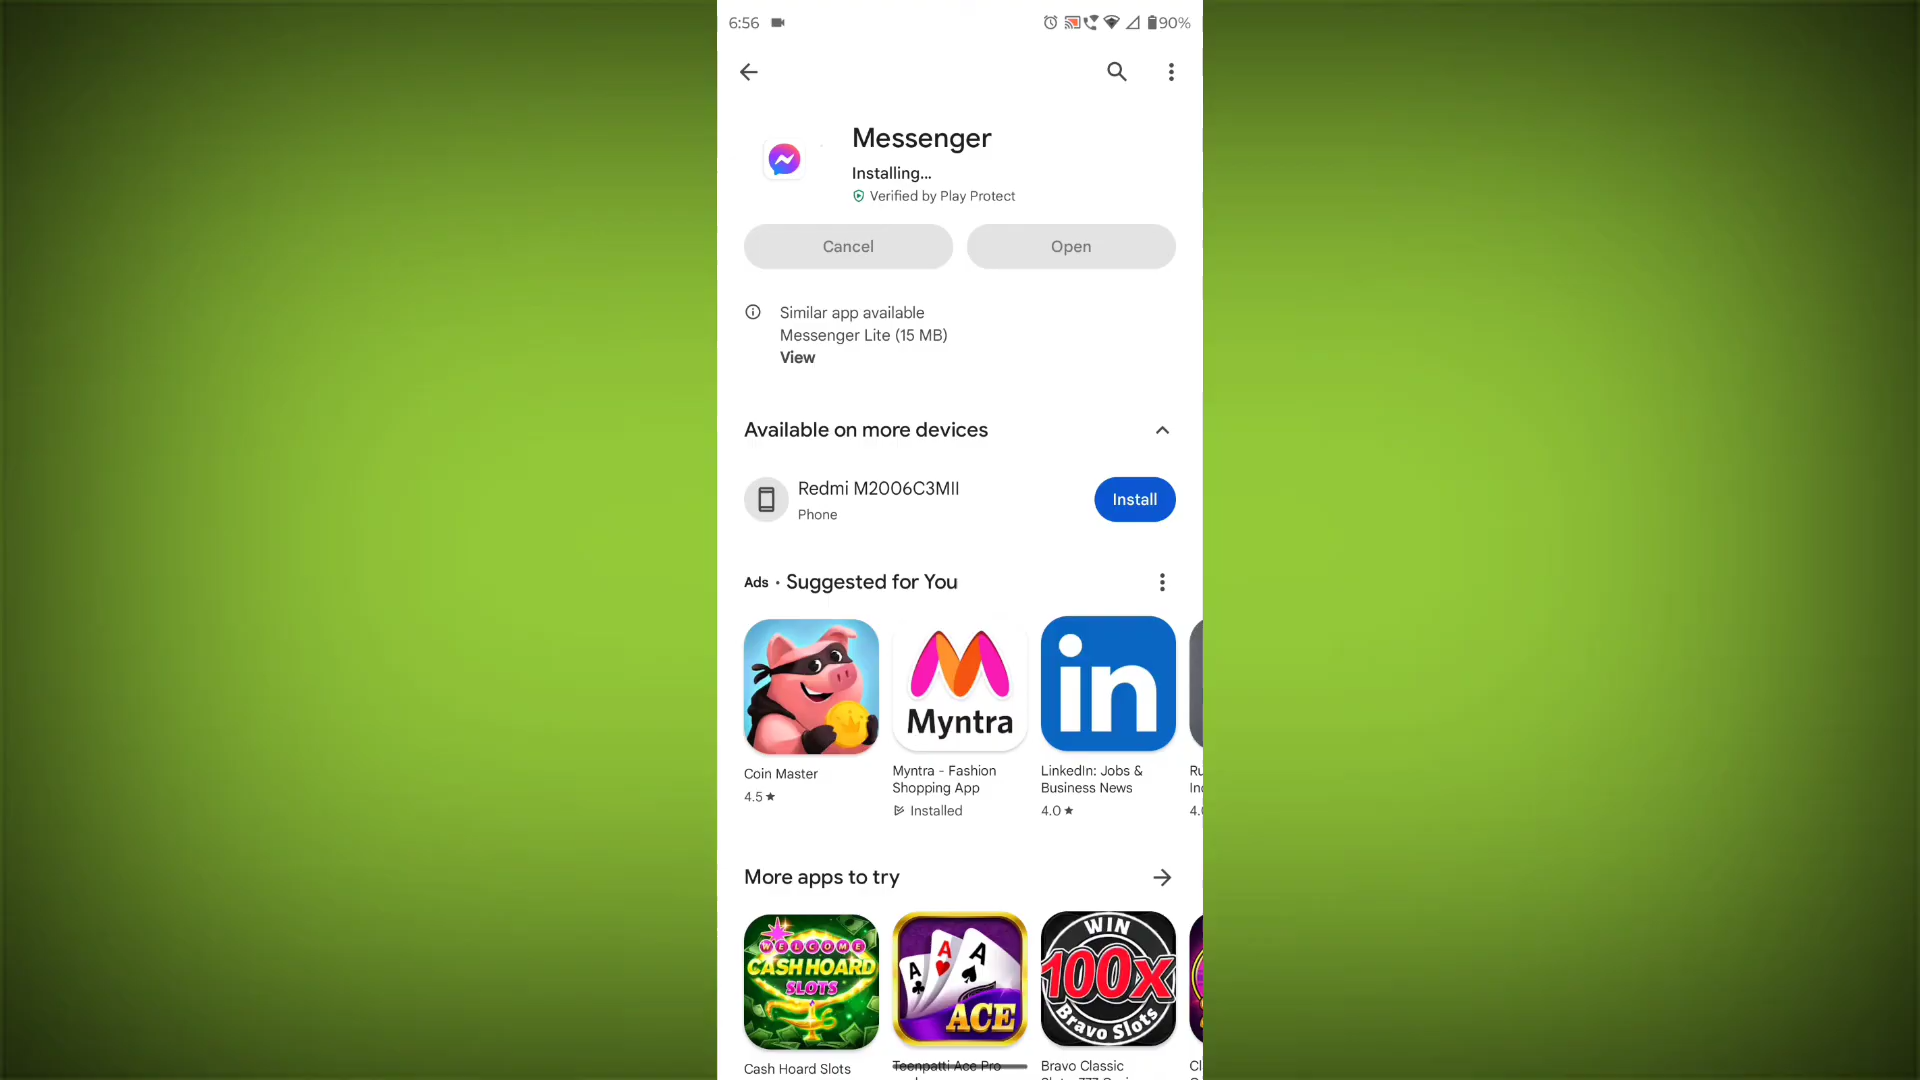 6:56
90%
Messenger
Installing...
Verified by Play Protect
Cancel
Open
Similar app available
Messenger Lite (15 MB)
View
Available on more devices
Redmi M2006C3MII
Phone
Install
Ads • Suggested for You
in
Myntra
Coin Master
4.5★
Myntra - Fashion
Shopping App
Installed
LinkedIn: Jobs &
Business News
4.0★
More apps to try
WELCOME
CASH HOARD
SLOTS
A A A
ACE
WIN
100X
Bravo Slots
Cash Hoard Slots
Teenpatti Ace Pro
Bravo Classic